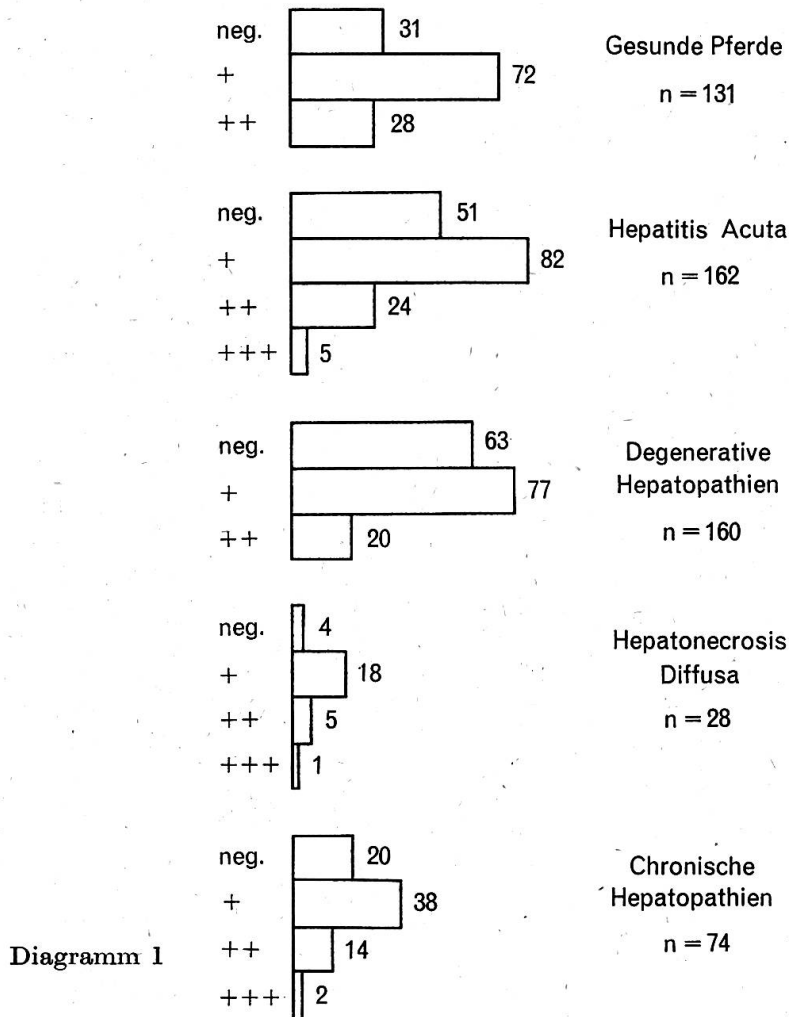 neg. 31
+ 72
++ 28
Gesunde Pferde
n = 131
neg. 51
+ 82
++ 24
+++ 5
Hepatitis Acuta
n = 162
neg. 63
+ 77
++ 20
Degenerative
Hepatopathien
n = 160
neg. 4
+ 18
++ 5
+++ 1
Hepatonecrosis
Diffusa
n = 28
neg. 20
+ 38
++ 14
+++ 2
Chronische
Hepatopathien
n = 74
Diagramm 1